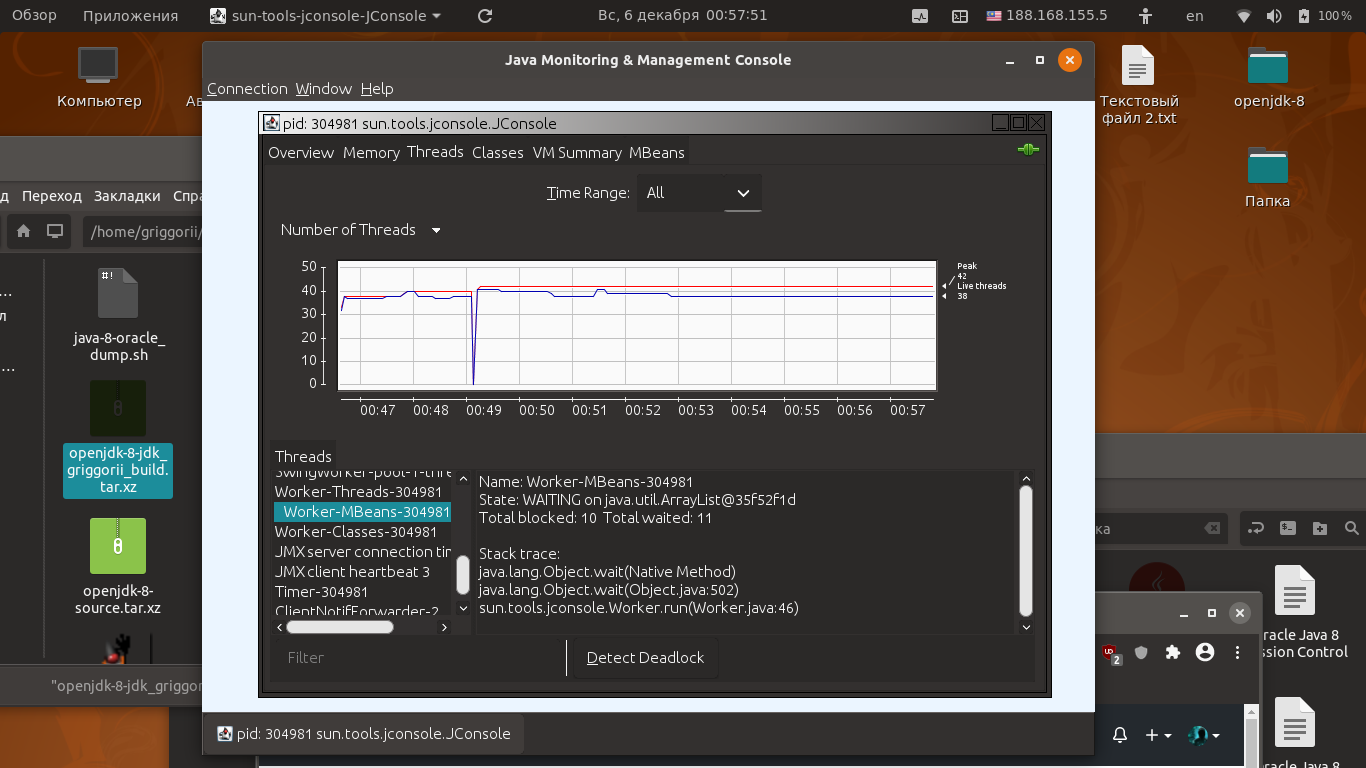 Обзор Приложения sun-tools-jconsole-JConsole Вс, 6 декабря 00:57:51 188.168.155.5 en 100%
Компьютер
Текстовый
файл 2.txt
openjdk-8
Папка
Переход Закладки
/home/griggorii/
java-8-oracle_
dump.sh
openjdk-8-jdk_
griggorii_build.
tar.xz
openjdk-8-
source.tar.xz
"openjdk-8-jdk_griggor
Java Monitoring & Management Console
Connection Window Help
pid: 304981 sun.tools.jconsole.JConsole
Overview Memory Threads Classes VM Summary MBeans
Time Range: All
Number of Threads
50
40
30
20
10
0
Peak
42
Live threads
38
00:47 00:48 00:49 00:50 00:51 00:52 00:53 00:54 00:55 00:56 00:57
Threads
SwingWorker-pool-1-thre
Worker-Threads-304981
Worker-MBeans-304981
Worker-Classes-304981
JMX server connection tim
JMX client heartbeat 3
Timer-304981
ClientNotifForwarder-2
Name: Worker-MBeans-304981
State: WAITING on java.util.ArrayList@35f52f1d
Total blocked: 10 Total waited: 11
Stack trace:
java.lang.Object.wait(Native Method)
java.lang.Object.wait(Object.java:502)
sun.tools.jconsole.Worker.run(Worker.java:46)
Filter
Detect Deadlock
pid: 304981 sun.tools.jconsole.JConsole
2
racle Java 8
ssion Control
racle Java 8